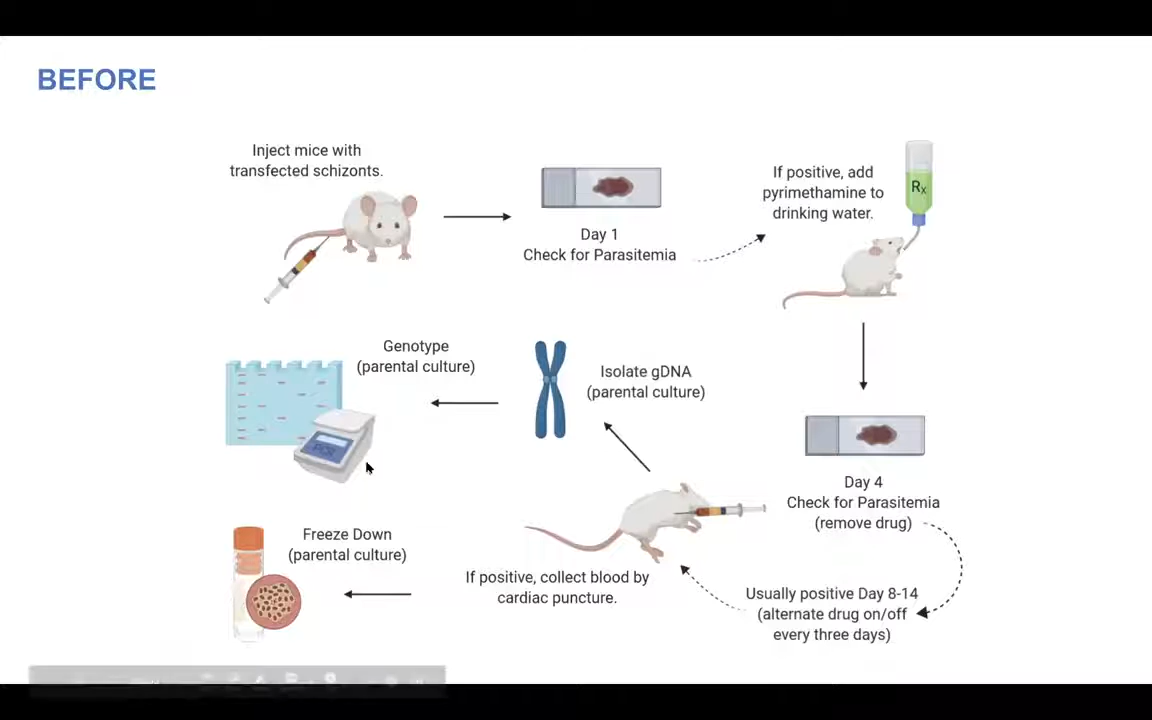 BEFORE
Inject mice with
transfected schizonts.
Day 1
Check for Parasitemia
If positive, add
pyrimethamine to
drinking water.
Rx
Day 4
Check for Parasitemia
(remove drug)
Usually positive Day 8-14
(alternate drug on/off
every three days)
If positive, collect blood by
cardiac puncture.
Isolate gDNA
(parental culture)
Genotype
(parental culture)
PCR
Freeze Down
(parental culture)